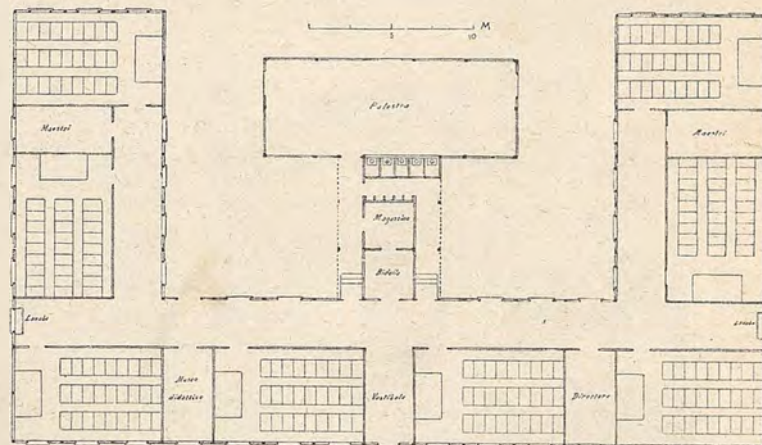 M
5
10
Palestra
Maestri
Maestri
Magazzino
Bidello
Lavabo
Lavabo
Museo
didattico
Vestibolo
Direttore